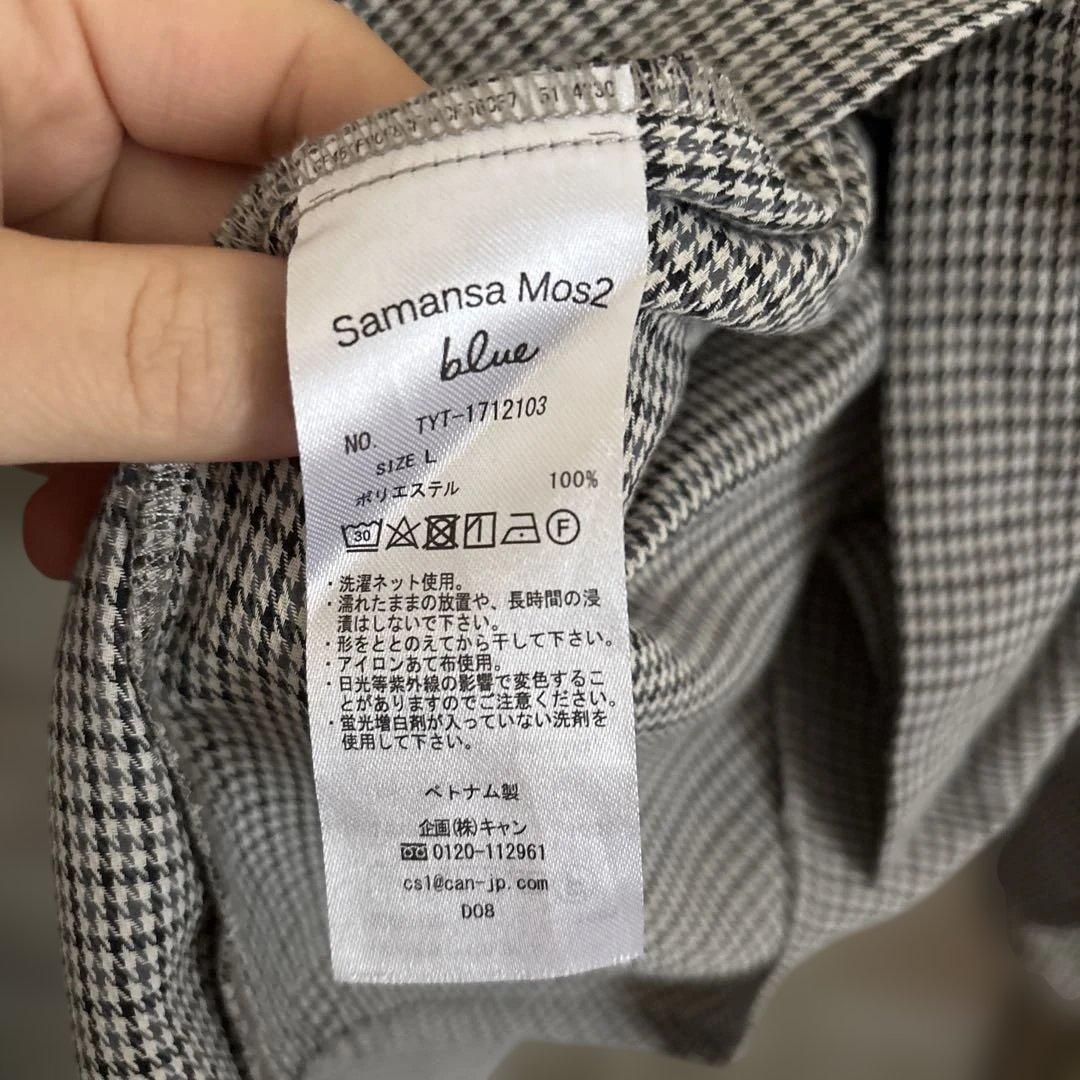 Samansa Mos2
blue
NO. TYT-1712103
SIZE L
ポリエステル 100%
30 F
・洗濯ネット使用。
・濡れたままの放置や、長時間の浸
漬はしないで下さい。
・形をととのえてから干して下さい。
・アイロンあて布使用。
・日光等紫外線の影響で変色するこ
とがありますのでご注意ください。
・蛍光増白剤が入っていない洗剤を
使用して下さい。
ベトナム製
企画(株)キャン
0120-112961
cs1@can-jp.com
D08